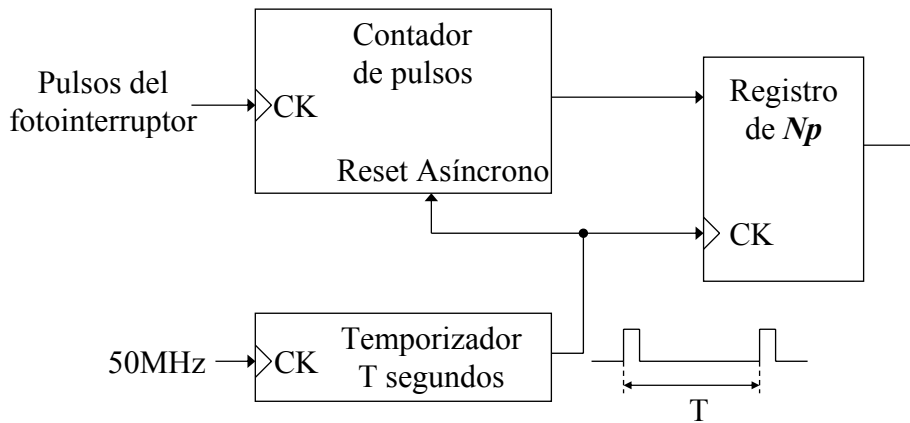 Contador
de pulsos
Pulsos del
fotointerruptor
CK
Reset Asíncrono
Registro
de Np
CK
50MHz
CK
Temporizador
T segundos
T